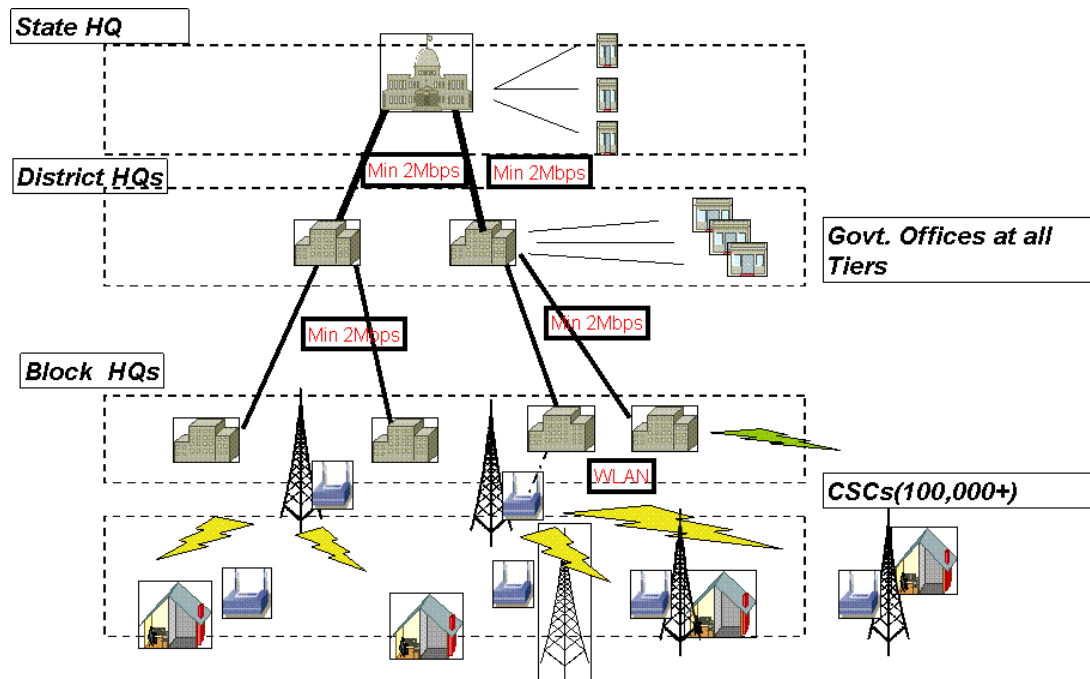 State HQ
Min 2Mbps
Min 2Mbps
District HQs
Govt. Offices at all
Tiers
Min 2Mbps
Min 2Mbps
Block HQs
WLAN
CSCs(100,000+)